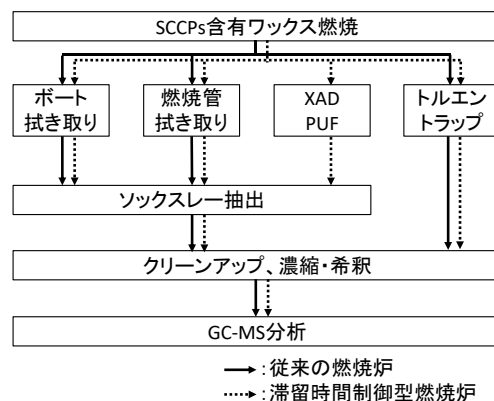 SCCPs含有ワックス燃焼
ボート
拭き取り
燃焼管
拭き取り
XAD
PUF
トルエン
トラップ
ソックスレー抽出
クリーンアップ、濃縮・希釈
GC-MS分析
：従来の燃焼炉
：滞留時間制御型燃焼炉